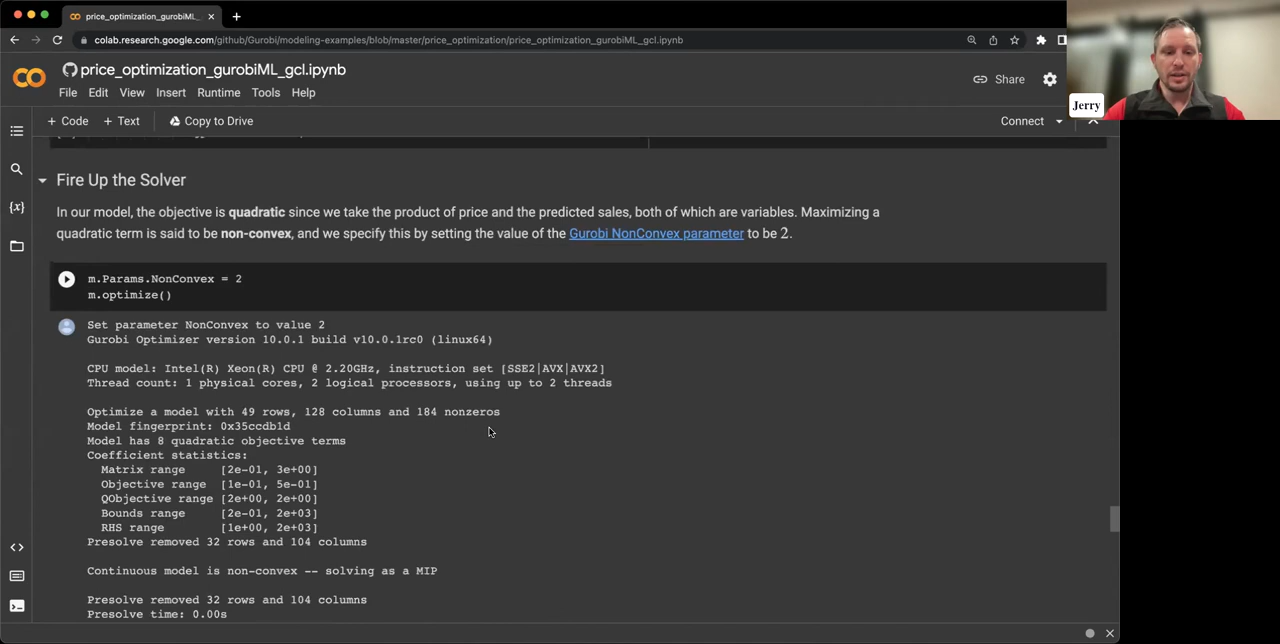 price_optimization_gurobiML_
colab.research.google.com/github/Gurobi/modeling-examples/blob/master/price_optimization/price_optimization_gurobiML_gcl.ipynb
price_optimization_gurobiML_gcl.ipynb
Share
File Edit View Insert Runtime Tools Help
Jerry
+ Code + Text Copy to Drive Connect
Fire Up the Solver
In our model, the objective is quadratic since we take the product of price and the predicted sales, both of which are variables. Maximizing a
quadratic term is said to be non-convex, and we specify this by setting the value of the Gurobi NonConvex parameter to be 2.
m.Params.NonConvex = 2
m.optimize()
Set parameter NonConvex to value 2
Gurobi Optimizer version 10.0.1 build v10.0.1rc0 (linux64)
CPU model: Intel(R) Xeon(R) CPU @ 2.20GHz, instruction set [SSE2|AVX|AVX2]
Thread count: 1 physical cores, 2 logical processors, using up to 2 threads
Optimize a model with 49 rows, 128 columns and 184 nonzeros
Model fingerprint: 0x35ccdb1d
Model has 8 quadratic objective terms
Coefficient statistics:
Matrix range [2e-01, 3e+00]
Objective range [1e-01, 5e-01]
QObjective range [2e+00, 2e+00]
Bounds range [2e-01, 2e+03]
RHS range [1e+00, 2e+03]
Presolve removed 32 rows and 104 columns
Continuous model is non-convex -- solving as a MIP
Presolve removed 32 rows and 104 columns
Presolve time: 0.00s